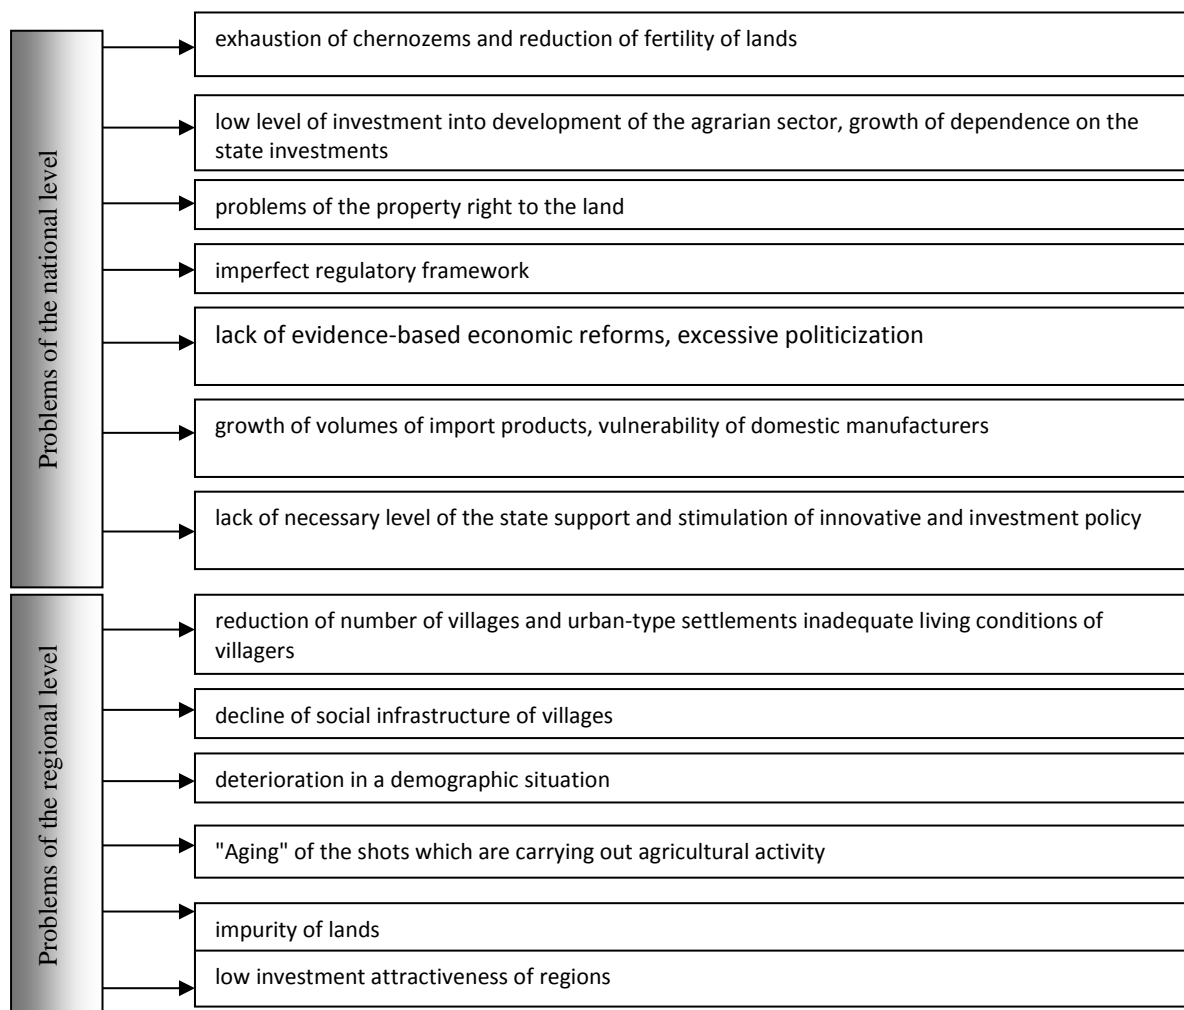 Problems of the national level
exhaustion of chernozems and reduction of fertility of lands
low level of investment into development of the agrarian sector, growth of dependence on the
state investments
problems of the property right to the land
imperfect regulatory framework
lack of evidence-based economic reforms, excessive politicization
growth of volumes of import products, vulnerability of domestic manufacturers
lack of necessary level of the state support and stimulation of innovative and investment policy
Problems of the regional level
reduction of number of villages and urban-type settlements inadequate living conditions of
villagers
decline of social infrastructure of villages
deterioration in a demographic situation
"Aging" of the shots which are carrying out agricultural activity
impurity of lands
low investment attractiveness of regions